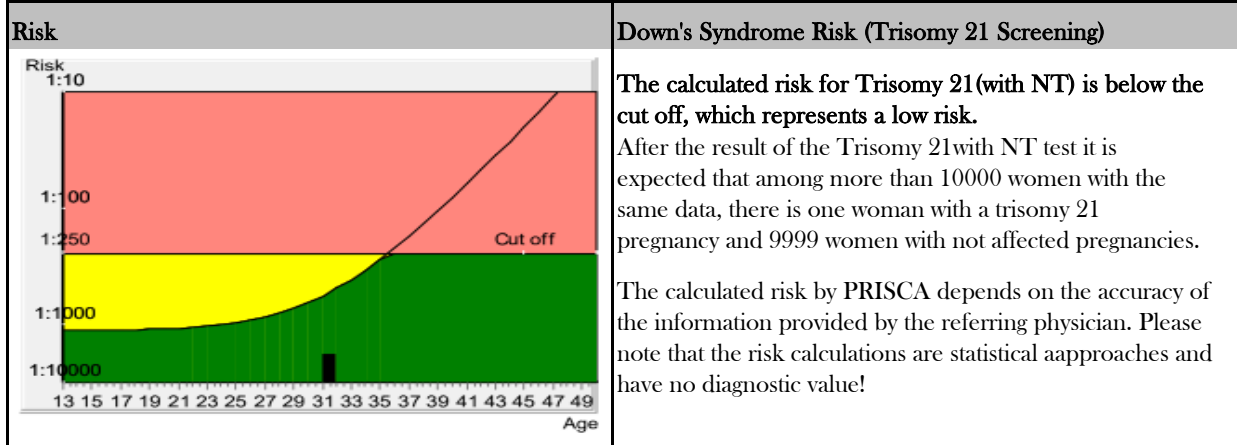 Risk
Risk
1:10
1:100
1:250
Cut off
1:1000
1:10000
13 15 17 19 21 23 25 27 29 31 33 35 37 39 41 43 45 47 49
Age
Down's Syndrome Risk (Trisomy 21 Screening)
The calculated risk for Trisomy 21(with NT) is below the
cut off, which represents a low risk.
After the result of the Trisomy 21with NT test it is
expected that among more than 10000 women with the
same data, there is one woman with a trisomy 21
pregnancy and 9999 women with not affected pregnancies.
The calculated risk by PRISCA depends on the accuracy of
the information provided by the referring physician. Please
note that the risk calculations are statistical aapproaches and
have no diagnostic value!